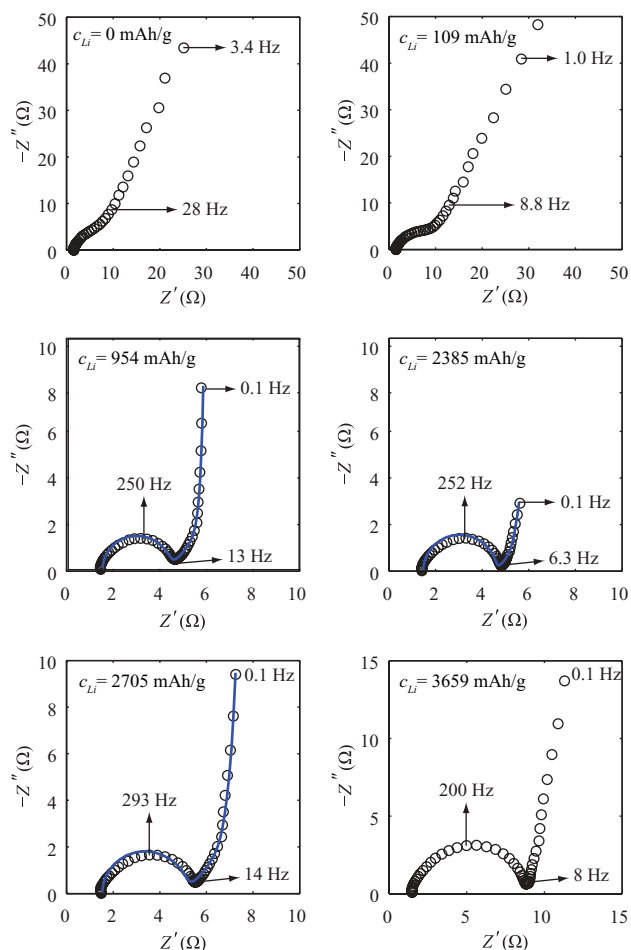 50
40
30
20
10
0
−Z″(Ω)
c_Li= 0 mAh/g
3.4 Hz
28 Hz
0 10 20 30 40 50
Z′(Ω)
50
40
30
20
10
0
−Z″(Ω)
c_Li= 109 mAh/g
1.0 Hz
8.8 Hz
0 10 20 30 40 50
Z′(Ω)
10
8
6
4
2
0
−Z″(Ω)
c_Li= 954 mAh/g
0.1 Hz
250 Hz
13 Hz
0 2 4 6 8 10
Z′(Ω)
10
8
6
4
2
0
−Z″(Ω)
c_Li= 2385 mAh/g
252 Hz
0.1 Hz
6.3 Hz
0 2 4 6 8 10
Z′(Ω)
10
8
6
4
2
0
−Z″(Ω)
c_Li= 2705 mAh/g
0.1 Hz
293 Hz
14 Hz
0 2 4 6 8 10
Z′(Ω)
15
10
5
0
−Z″(Ω)
c_Li= 3659 mAh/g
0.1 Hz
200 Hz
8 Hz
0 5 10 15
Z′(Ω)